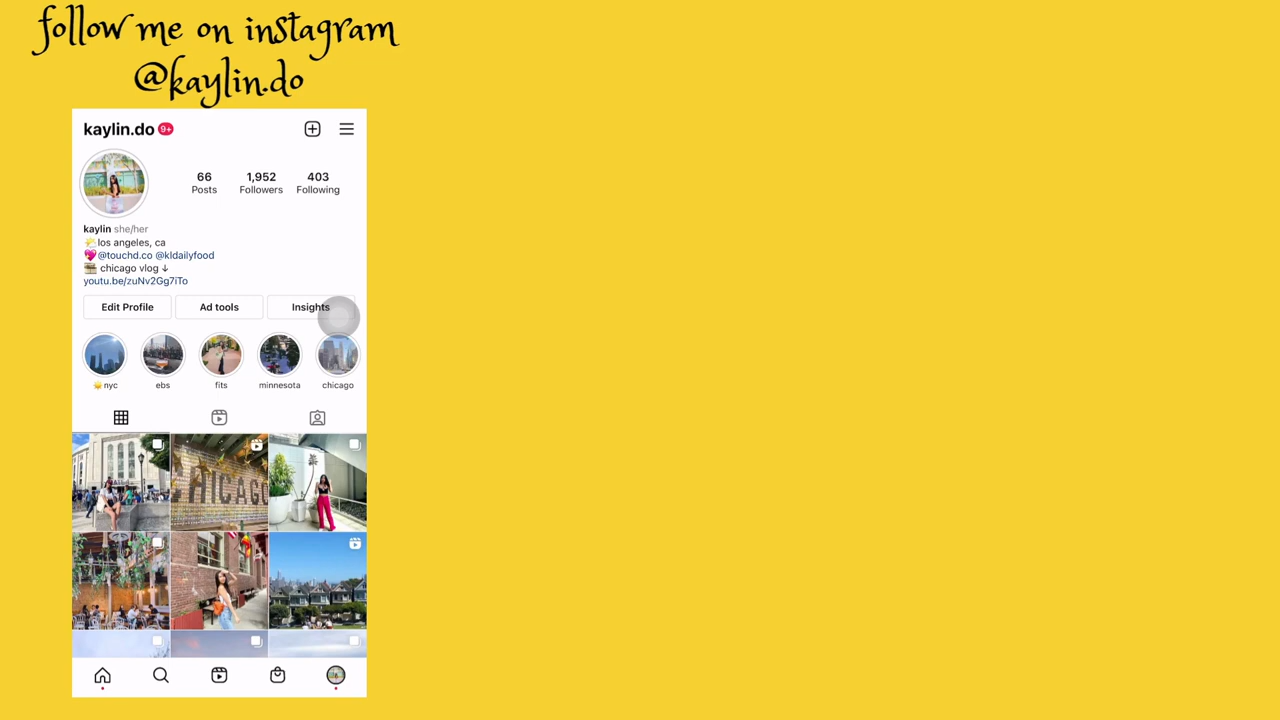 follow me on instagram
@kaylin.do
kaylin.do 9+
66 1,952 403
Posts Followers Following
kaylin she/her
🌤️los angeles, ca
💖@touchd.co @kldailyfood
chicago vlog ↓
youtu.be/zuNv2Gg7iTo
Edit Profile Ad tools Insights
nyc ebs fits minnesota chicago
CHICAGO